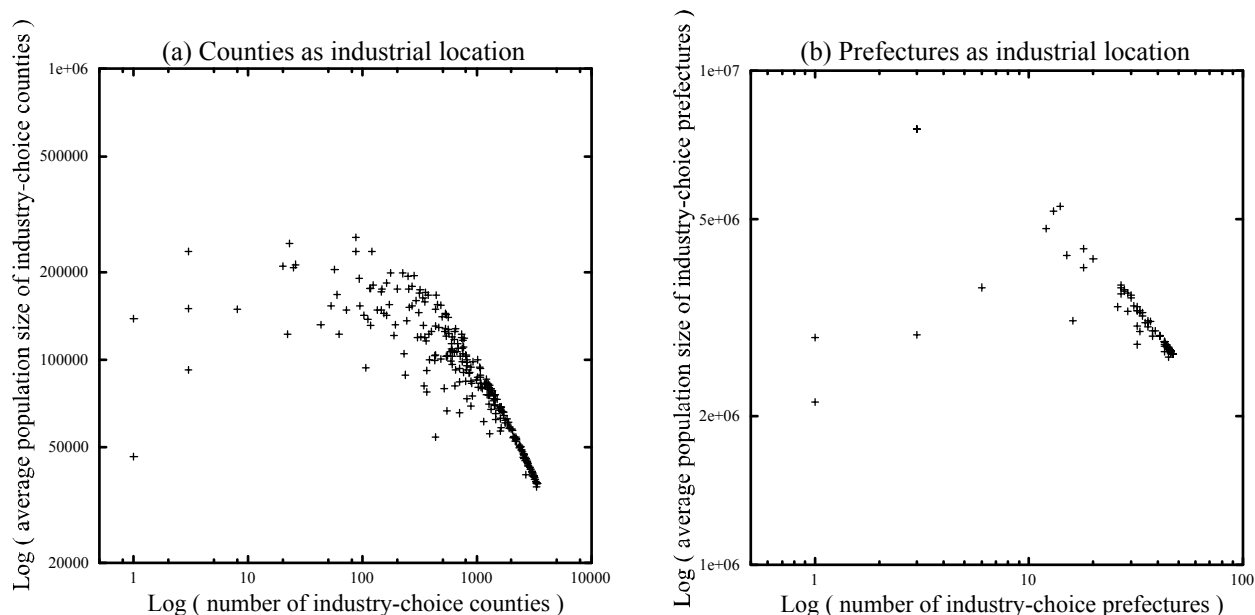 (a) Counties as industrial location
Log ( average population size of industry-choice counties )
1e+06
500000
200000
100000
50000
20000
1
10
100
1000
10000
Log ( number of industry-choice counties )
(b) Prefectures as industrial location
Log ( average population size of industry-choice prefectures )
1e+07
5e+06
2e+06
1e+06
1
10
100
Log ( number of industry-choice prefectures )